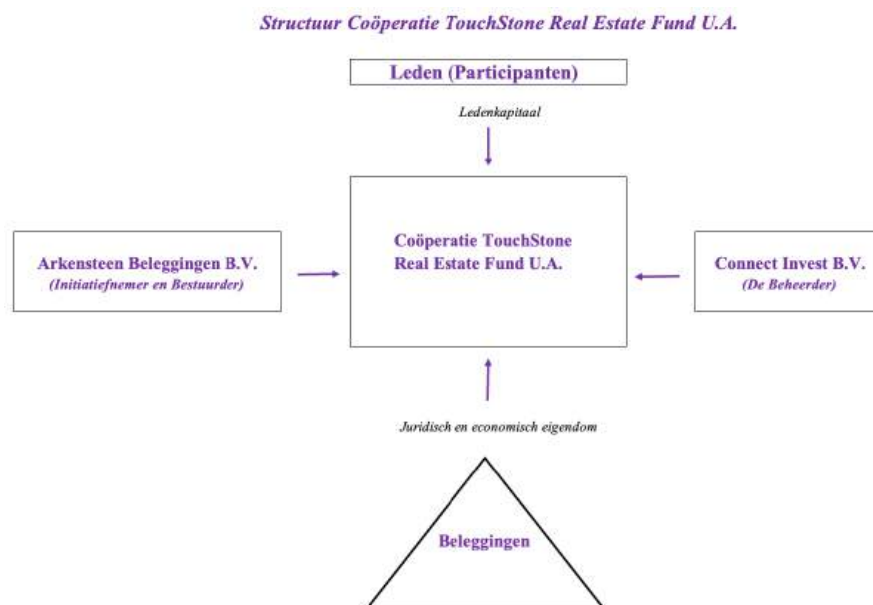 Structuur Coöperatie TouchStone Real Estate Fund U.A.
Leden (Participanten)
Ledenkapitaal
Coöperatie TouchStone
Real Estate Fund U.A.
Arkensteen Beleggingen B.V.
(Initiatiefnemer en Bestuurder)
Connect Invest B.V.
(De Beheerder)
Juridisch en economisch eigendom
Beleggingen